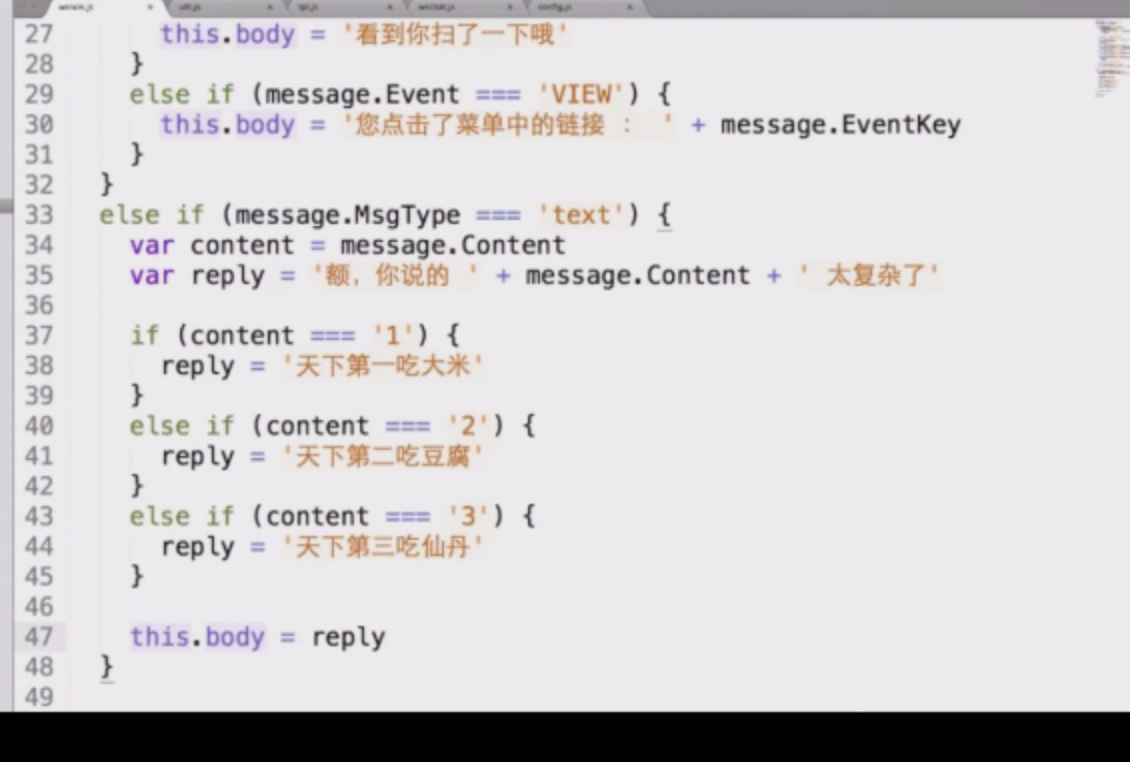 weixin.js util.js tpl.js wechat.js config.js
27 this.body = '看到你扫了一下哦'
28 }
29 else if (message.Event === 'VIEW') {
30 this.body = '您点击了菜单中的链接 : ' + message.EventKey
31 }
32 }
33 else if (message.MsgType === 'text') {
34 var content = message.Content
35 var reply = '额，你说的 ' + message.Content + ' 太复杂了'
36
37 if (content === '1') {
38 reply = '天下第一吃大米'
39 }
40 else if (content === '2') {
41 reply = '天下第二吃豆腐'
42 }
43 else if (content === '3') {
44 reply = '天下第三吃仙丹'
45 }
46
47 this.body = reply
48 }
49